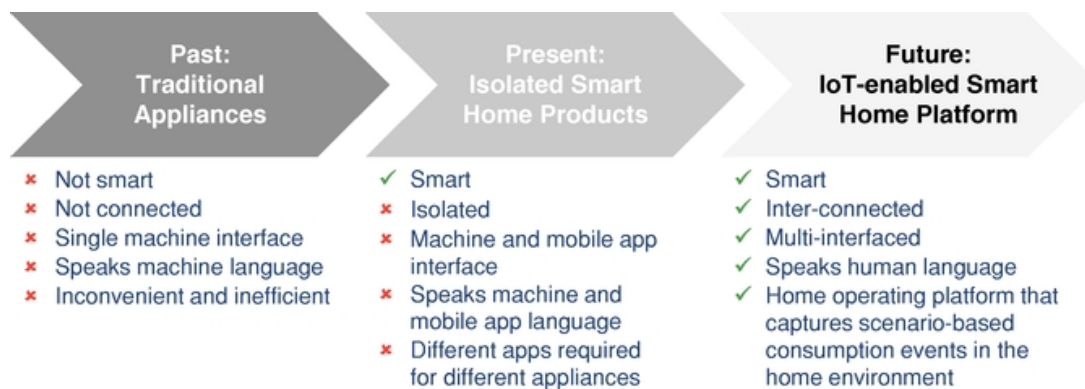 Past:
Traditional
Appliances
✗ Not smart
✗ Not connected
✗ Single machine interface
✗ Speaks machine language
✗ Inconvenient and inefficient
Present:
Isolated Smart
Home Products
✓ Smart
✗ Isolated
✗ Machine and mobile app
interface
✗ Speaks machine and
mobile app language
✗ Different apps required
for different appliances
Future:
IoT-enabled Smart
Home Platform
✓ Smart
✓ Inter-connected
✓ Multi-interfaced
✓ Speaks human language
✓ Home operating platform that
captures scenario-based
consumption events in the
home environment